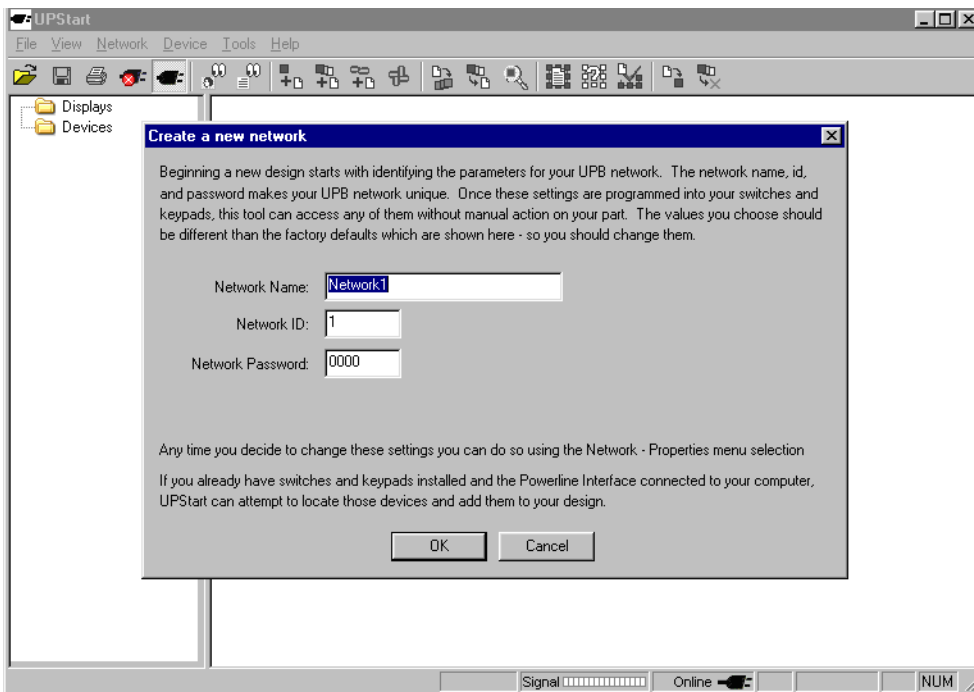 UPStart
File View Network Device Tools Help
Displays
Devices
Create a new network
Beginning a new design starts with identifying the parameters for your UPB network. The network name, id,
and password makes your UPB network unique. Once these settings are programmed into your switches and
keypads, this tool can access any of them without manual action on your part. The values you choose should
be different than the factory defaults which are shown here - so you should change them.
Network Name: Network1
Network ID: 1
Network Password: 0000
Any time you decide to change these settings you can do so using the Network - Properties menu selection
If you already have switches and keypads installed and the Powerline Interface connected to your computer,
UPStart can attempt to locate those devices and add them to your design.
OK Cancel
Signal Online NUM